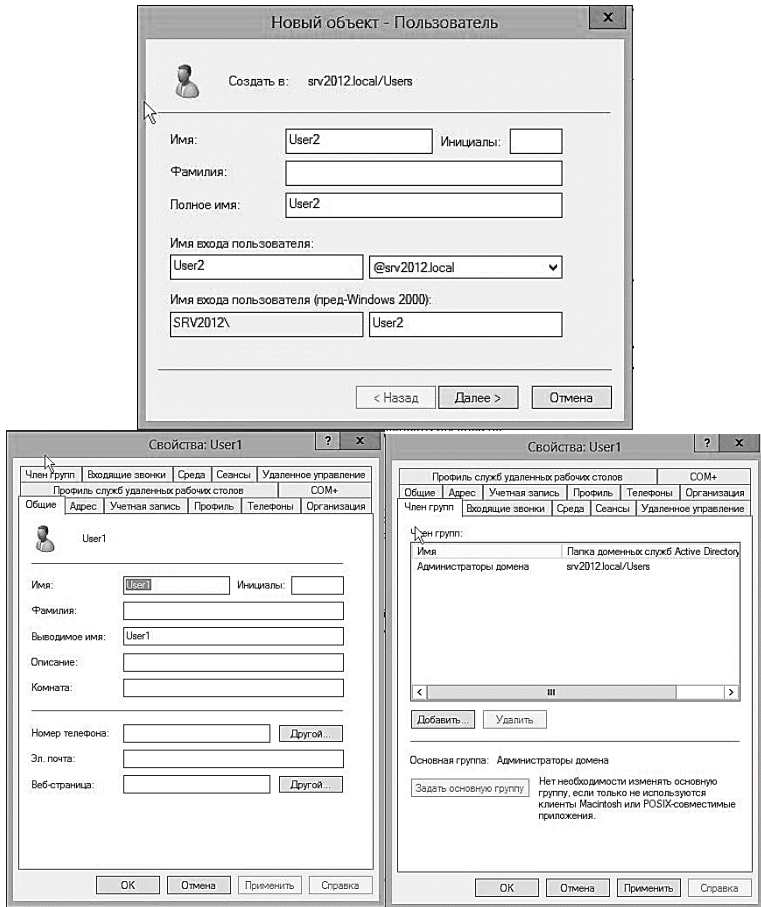 Новый объект - Пользователь
x
Создать в: srv2012.local/Users
Имя: User2 Инициалы:
Фамилия:
Полное имя: User2
Имя входа пользователя:
User2 @srv2012.local
Имя входа пользователя (пред-Windows 2000):
SRV2012\ User2
< Назад Далее > Отмена
Свойства: User1 ? x
Член групп Входящие звонки Среда Сеансы Удаленное управление
Профиль служб удаленных рабочих столов COM+
Общие Адрес Учетная запись Профиль Телефоны Организация
User1
Имя: User1 Инициалы:
Фамилия:
Выводимое имя: User1
Описание:
Комната:
Номер телефона: Другой...
Эл. почта:
Веб-страница: Другой...
OK Отмена Применить Справка
Свойства: User1 ? x
Профиль служб удаленных рабочих столов COM+
Общие Адрес Учетная запись Профиль Телефоны Организация
Член групп Входящие звонки Среда Сеансы Удаленное управление
Член групп:
Имя Папка доменных служб Active Directory
Администраторы домена srv2012.local/Users
Добавить... Удалить
Основная группа: Администраторы домена
Задать основную группу
Нет необходимости изменять основную
группу, если только не используются
клиенты Macintosh или POSIX-совместимые
приложения.
OK Отмена Применить Справка